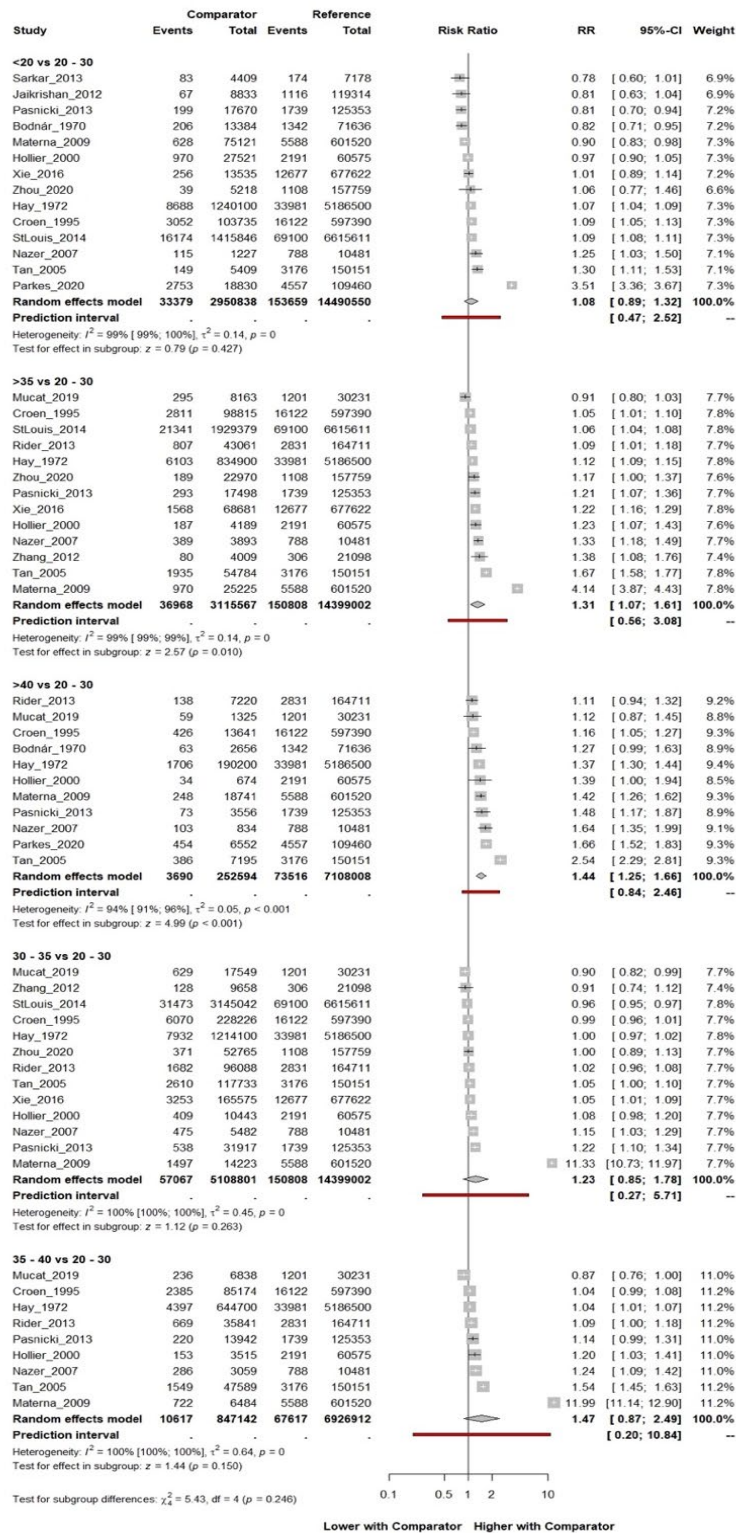 Comparator Reference
Study Events Total Events Total Risk Ratio RR 95%-CI Weight
<20 vs 20 - 30
Sarkar_2013 83 4409 174 7178 0.78 [ 0.60; 1.01] 6.9%
Jaikrishan_2012 67 8833 1116 119314 0.81 [ 0.63; 1.04] 6.9%
Pasnicki_2013 199 17670 1739 125353 0.81 [ 0.70; 0.94] 7.2%
Bodnár_1970 206 13384 1342 71636 0.82 [ 0.71; 0.95] 7.2%
Materna_2009 628 75121 5588 601520 0.90 [ 0.83; 0.98] 7.3%
Hollier_2000 970 27521 2191 60575 0.97 [ 0.90; 1.05] 7.3%
Xie_2016 256 13535 12677 677622 1.01 [ 0.89; 1.14] 7.2%
Zhou_2020 39 5218 1108 157759 1.06 [ 0.77; 1.46] 6.6%
Hay_1972 8688 1240100 33981 5186500 1.07 [ 1.04; 1.09] 7.3%
Croen_1995 3052 103735 16122 597390 1.09 [ 1.05; 1.13] 7.3%
StLouis_2014 16174 1415846 69100 6615611 1.09 [ 1.08; 1.11] 7.3%
Nazer_2007 115 1227 788 10481 1.25 [ 1.03; 1.50] 7.1%
Tan_2005 149 5409 3176 150151 1.30 [ 1.11; 1.53] 7.1%
Parkes_2020 2753 18830 4557 109460 3.51 [ 3.36; 3.67] 7.3%
Random effects model 33379 2950838 153659 14490550 1.08 [ 0.89; 1.32] 100.0%
Prediction interval . . . . [ 0.47; 2.52] --
Heterogeneity: I² = 99% [ 99%; 100%], τ² = 0.14, p = 0
Test for effect in subgroup: z = 0.79 (p = 0.427)
>35 vs 20 - 30
Mucat_2019 295 8163 1201 30231 0.91 [ 0.80; 1.03] 7.7%
Croen_1995 2811 98815 16122 597390 1.05 [ 1.01; 1.10] 7.8%
StLouis_2014 21341 1929379 69100 6615611 1.06 [ 1.04; 1.08] 7.8%
Rider_2013 807 43061 2831 164711 1.09 [ 1.01; 1.18] 7.7%
Hay_1972 6103 834900 33981 5186500 1.12 [ 1.09; 1.15] 7.8%
Zhou_2020 189 22970 1108 157759 1.17 [ 1.00; 1.37] 7.6%
Pasnicki_2013 293 17498 1739 125353 1.21 [ 1.07; 1.36] 7.7%
Xie_2016 1568 68681 12677 677622 1.22 [ 1.16; 1.29] 7.8%
Hollier_2000 187 4189 2191 60575 1.23 [ 1.07; 1.43] 7.6%
Nazer_2007 389 3893 788 10481 1.33 [ 1.18; 1.49] 7.7%
Zhang_2012 80 4009 306 21098 1.38 [ 1.08; 1.76] 7.4%
Tan_2005 1935 54784 3176 150151 1.67 [ 1.58; 1.77] 7.8%
Materna_2009 970 25225 5588 601520 4.14 [ 3.87; 4.43] 7.8%
Random effects model 36968 3115567 150808 14399002 1.31 [ 1.07; 1.61] 100.0%
Prediction interval . . . . [ 0.56; 3.08] --
Heterogeneity: I² = 99% [ 99%; 99%], τ² = 0.14, p = 0
Test for effect in subgroup: z = 2.57 (p = 0.010)
>40 vs 20 - 30
Rider_2013 138 7220 2831 164711 1.11 [ 0.94; 1.32] 9.2%
Mucat_2019 59 1325 1201 30231 1.12 [ 0.87; 1.45] 8.8%
Croen_1995 426 13641 16122 597390 1.16 [ 1.05; 1.27] 9.3%
Bodnár_1970 63 2656 1342 71636 1.27 [ 0.99; 1.63] 8.9%
Hay_1972 1706 190200 33981 5186500 1.37 [ 1.30; 1.44] 9.4%
Hollier_2000 34 674 2191 60575 1.39 [ 1.00; 1.94] 8.5%
Materna_2009 248 18741 5588 601520 1.42 [ 1.26; 1.62] 9.3%
Pasnicki_2013 73 3556 1739 125353 1.48 [ 1.17; 1.87] 9.0%
Nazer_2007 103 834 788 10481 1.64 [ 1.35; 1.99] 9.1%
Parkes_2020 454 6552 4557 109460 1.66 [ 1.52; 1.83] 9.3%
Tan_2005 386 7195 3176 150151 2.54 [ 2.29; 2.81] 9.3%
Random effects model 3690 252594 73516 7108008 1.44 [ 1.25; 1.66] 100.0%
Prediction interval . . . . [ 0.84; 2.46] --
Heterogeneity: I² = 94% [ 91%; 96%], τ² = 0.05, p < 0.001
Test for effect in subgroup: z = 4.99 (p < 0.001)
30 - 35 vs 20 - 30
Mucat_2019 629 17549 1201 30231 0.90 [ 0.82; 0.99] 7.7%
Zhang_2012 128 9658 306 21098 0.91 [ 0.74; 1.12] 7.4%
StLouis_2014 31473 3145042 69100 6615611 0.96 [ 0.95; 0.97] 7.8%
Croen_1995 6070 228226 16122 597390 0.99 [ 0.96; 1.01] 7.7%
Hay_1972 7932 1214100 33981 5186500 1.00 [ 0.97; 1.02] 7.8%
Zhou_2020 371 52765 1108 157759 1.00 [ 0.89; 1.13] 7.6%
Rider_2013 1682 96088 2831 164711 1.02 [ 0.96; 1.08] 7.7%
Tan_2005 2610 117733 3176 150151 1.05 [ 1.00; 1.10] 7.7%
Xie_2016 3253 165575 12677 677622 1.05 [ 1.01; 1.09] 7.7%
Hollier_2000 409 10443 2191 60575 1.08 [ 0.98; 1.20] 7.7%
Nazer_2007 475 5482 788 10481 1.15 [ 1.03; 1.29] 7.7%
Pasnicki_2013 538 31917 1739 125353 1.22 [ 1.10; 1.34] 7.7%
Materna_2009 1497 14223 5588 601520 11.33 [10.73; 11.97] 7.7%
Random effects model 57067 5108801 150808 14399002 1.23 [ 0.85; 1.78] 100.0%
Prediction interval . . . . [ 0.27; 5.71] --
Heterogeneity: I² = 100% [100%; 100%], τ² = 0.45, p = 0
Test for effect in subgroup: z = 1.12 (p = 0.263)
35 - 40 vs 20 - 30
Mucat_2019 236 6838 1201 30231 0.87 [ 0.76; 1.00] 11.0%
Croen_1995 2385 85174 16122 597390 1.04 [ 0.99; 1.08] 11.2%
Hay_1972 4397 644700 33981 5186500 1.04 [ 1.01; 1.07] 11.2%
Rider_2013 669 35841 2831 164711 1.09 [ 1.00; 1.18] 11.1%
Pasnicki_2013 220 13942 1739 125353 1.14 [ 0.99; 1.31] 11.0%
Hollier_2000 153 3515 2191 60575 1.20 [ 1.03; 1.41] 11.0%
Nazer_2007 286 3059 788 10481 1.24 [ 1.09; 1.42] 11.0%
Tan_2005 1549 47589 3176 150151 1.54 [ 1.45; 1.63] 11.2%
Materna_2009 722 6484 5588 601520 11.99 [11.14; 12.90] 11.2%
Random effects model 10617 847142 67617 6926912 1.47 [ 0.87; 2.49] 100.0%
Prediction interval . . . . [ 0.20; 10.84] --
Heterogeneity: I² = 100% [100%; 100%], τ² = 0.64, p = 0
Test for effect in subgroup: z = 1.44 (p = 0.150)
Test for subgroup differences: χ²₄ = 5.43, df = 4 (p = 0.246)
0.1 0.5 1 2 10
Lower with Comparator Higher with Comparator